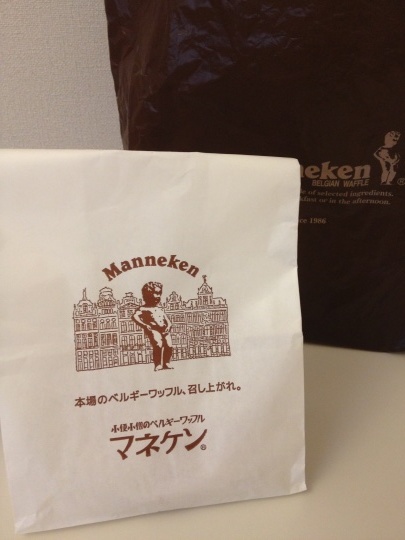 Manneken
本場のベルギーワッフル、召し上がれ。
小便小僧のベルギーワッフル
マネケン®
neken
BELGIAN WAFFLE
®
of selected ingredients.
or in the afternoon.
1986